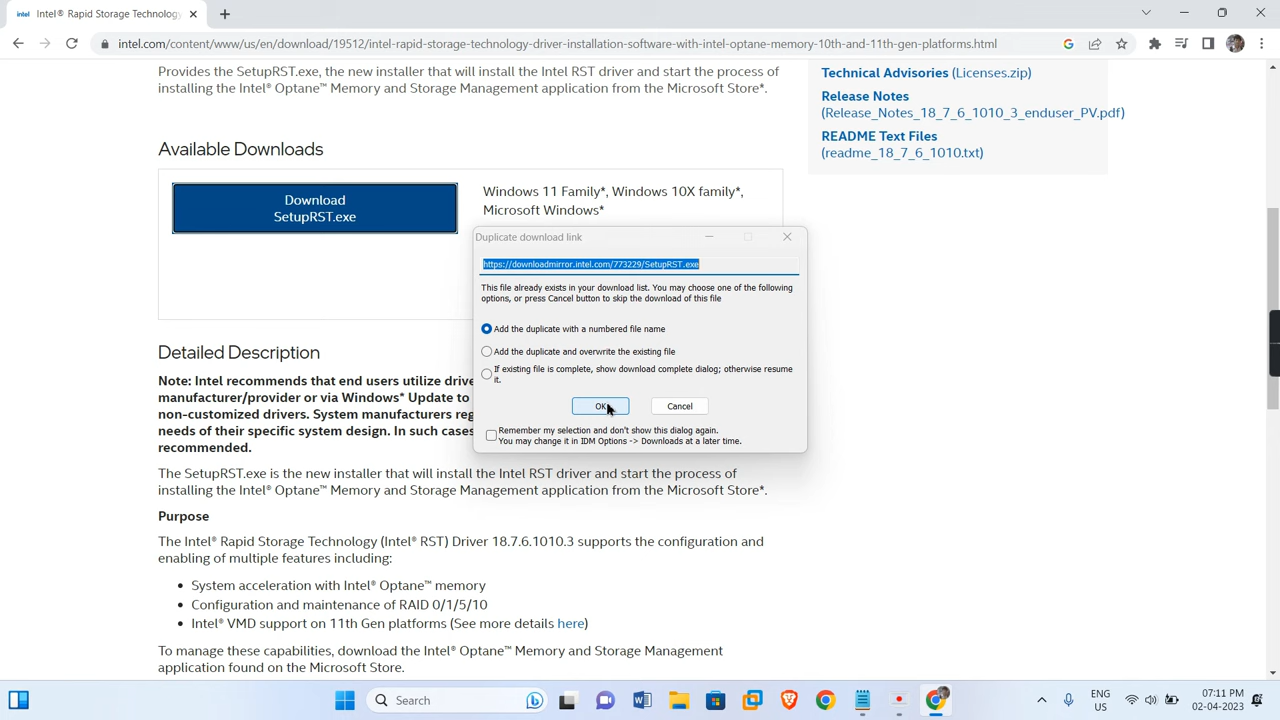 intel
Intel® Rapid Storage Technology
intel.com/content/www/us/en/download/19512/intel-rapid-storage-technology-driver-installation-software-with-intel-optane-memory-10th-and-11th-gen-platforms.html
Provides the SetupRST.exe, the new installer that will install the Intel RST driver and start the process of
installing the Intel® Optane™ Memory and Storage Management application from the Microsoft Store*.
Technical Advisories (Licenses.zip)
Release Notes
(Release_Notes_18_7_6_1010_3_enduser_PV.pdf)
README Text Files
(readme_18_7_6_1010.txt)
Available Downloads
Download
SetupRST.exe
Windows 11 Family*, Windows 10X family*,
Microsoft Windows*
Duplicate download link
https://downloadmirror.intel.com/773229/SetupRST.exe
This file already exists in your download list. You may choose one of the following
options, or press Cancel button to skip the download of this file
Add the duplicate with a numbered file name
Add the duplicate and overwrite the existing file
If existing file is complete, show download complete dialog; otherwise resume
it.
OK
Cancel
Remember my selection and don't show this dialog again.
You may change it in IDM Options -> Downloads at a later time.
Detailed Description
Note: Intel recommends that end users utilize drive
manufacturer/provider or via Windows* Update to
non-customized drivers. System manufacturers reg
needs of their specific system design. In such cases
recommended.
The SetupRST.exe is the new installer that will install the Intel RST driver and start the process of
installing the Intel® Optane™ Memory and Storage Management application from the Microsoft Store*.
Purpose
The Intel® Rapid Storage Technology (Intel® RST) Driver 18.7.6.1010.3 supports the configuration and
enabling of multiple features including:
• System acceleration with Intel® Optane™ memory
• Configuration and maintenance of RAID 0/1/5/10
• Intel® VMD support on 11th Gen platforms (See more details here)
To manage these capabilities, download the Intel® Optane™ Memory and Storage Management
application found on the Microsoft Store.
Search
ENG
US
07:11 PM
02-04-2023